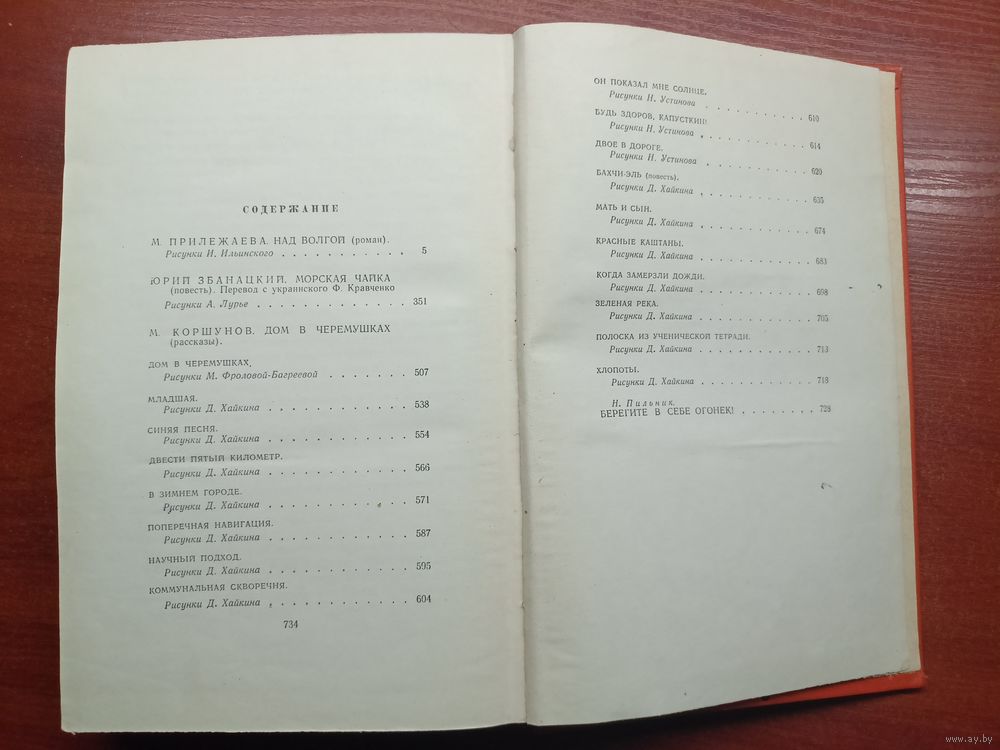 СОДЕРЖАНИЕ
М. ПРИЛЕЖАЕВА. НАД ВОЛГОЙ (роман).
Рисунки И. Ильинского . . . . . . . . . . . 5
ЮРИЙ ЗБАНАЦКИЙ. МОРСКАЯ ЧАЙКА
(повесть). Перевод с украинского Ф. Кравченко
Рисунки А. Лурье . . . . . . . . . . . . 351
М. КОРШУНОВ. ДОМ В ЧЕРЕМУШКАХ
(рассказы).
ДОМ В ЧЕРЕМУШКАХ.
Рисунки М. Фроловой-Багреевой . . . . . . . 507
МЛАДШАЯ.
Рисунки Д. Хайкина . . . . . . . . . . . 538
СИНЯЯ ПЕСНЯ.
Рисунки Д. Хайкина . . . . . . . . . . . 554
ДВЕСТИ ПЯТЫЙ КИЛОМЕТР.
Рисунки Д. Хайкина . . . . . . . . . . . 566
В ЗИМНЕМ ГОРОДЕ.
Рисунки Д. Хайкина . . . . . . . . . . . 571
ПОПЕРЕЧНАЯ НАВИГАЦИЯ.
Рисунки Д. Хайкина . . . . . . . . . . . 587
НАУЧНЫЙ ПОДХОД.
Рисунки Д. Хайкина . . . . . . . . . . . 595
КОММУНАЛЬНАЯ СКВОРЕЧНЯ.
Рисунки Д. Хайкина . . . . . . . . . . . 604
734
ОН ПОКАЗАЛ МНЕ СОЛНЦЕ.
Рисунки Н. Устинова . . . . . . . . . 610
БУДЬ ЗДОРОВ, КАПУСТКИН!
Рисунки Н. Устинова . . . . . . . . . 614
ДВОЕ В ДОРОГЕ.
Рисунки Н. Устинова . . . . . . . . . 620
БАХЧИ-ЭЛЬ (повесть).
Рисунки Д. Хайкина . . . . . . . . . 635
МАТЬ И СЫН.
Рисунки Д. Хайкина . . . . . . . . . 674
КРАСНЫЕ КАШТАНЫ.
Рисунки Д. Хайкина . . . . . . . . . 681
КОГДА ЗАМЕРЗЛИ ДОЖДИ.
Рисунки Д. Хайкина . . . . . . . . . 698
ЗЕЛЕНАЯ РЕКА.
Рисунки Д. Хайкина . . . . . . . . . 705
ПОЛОСКА ИЗ УЧЕНИЧЕСКОЙ ТЕТРАДИ.
Рисунки Д. Хайкина . . . . . . . . . 713
ХЛОПОТЫ.
Рисунки Д. Хайкина . . . . . . . . . 718
Н. Пильник.
БЕРЕГИТЕ В СЕБЕ ОГОНЕК! . . . . . . . 728
www.ay.by